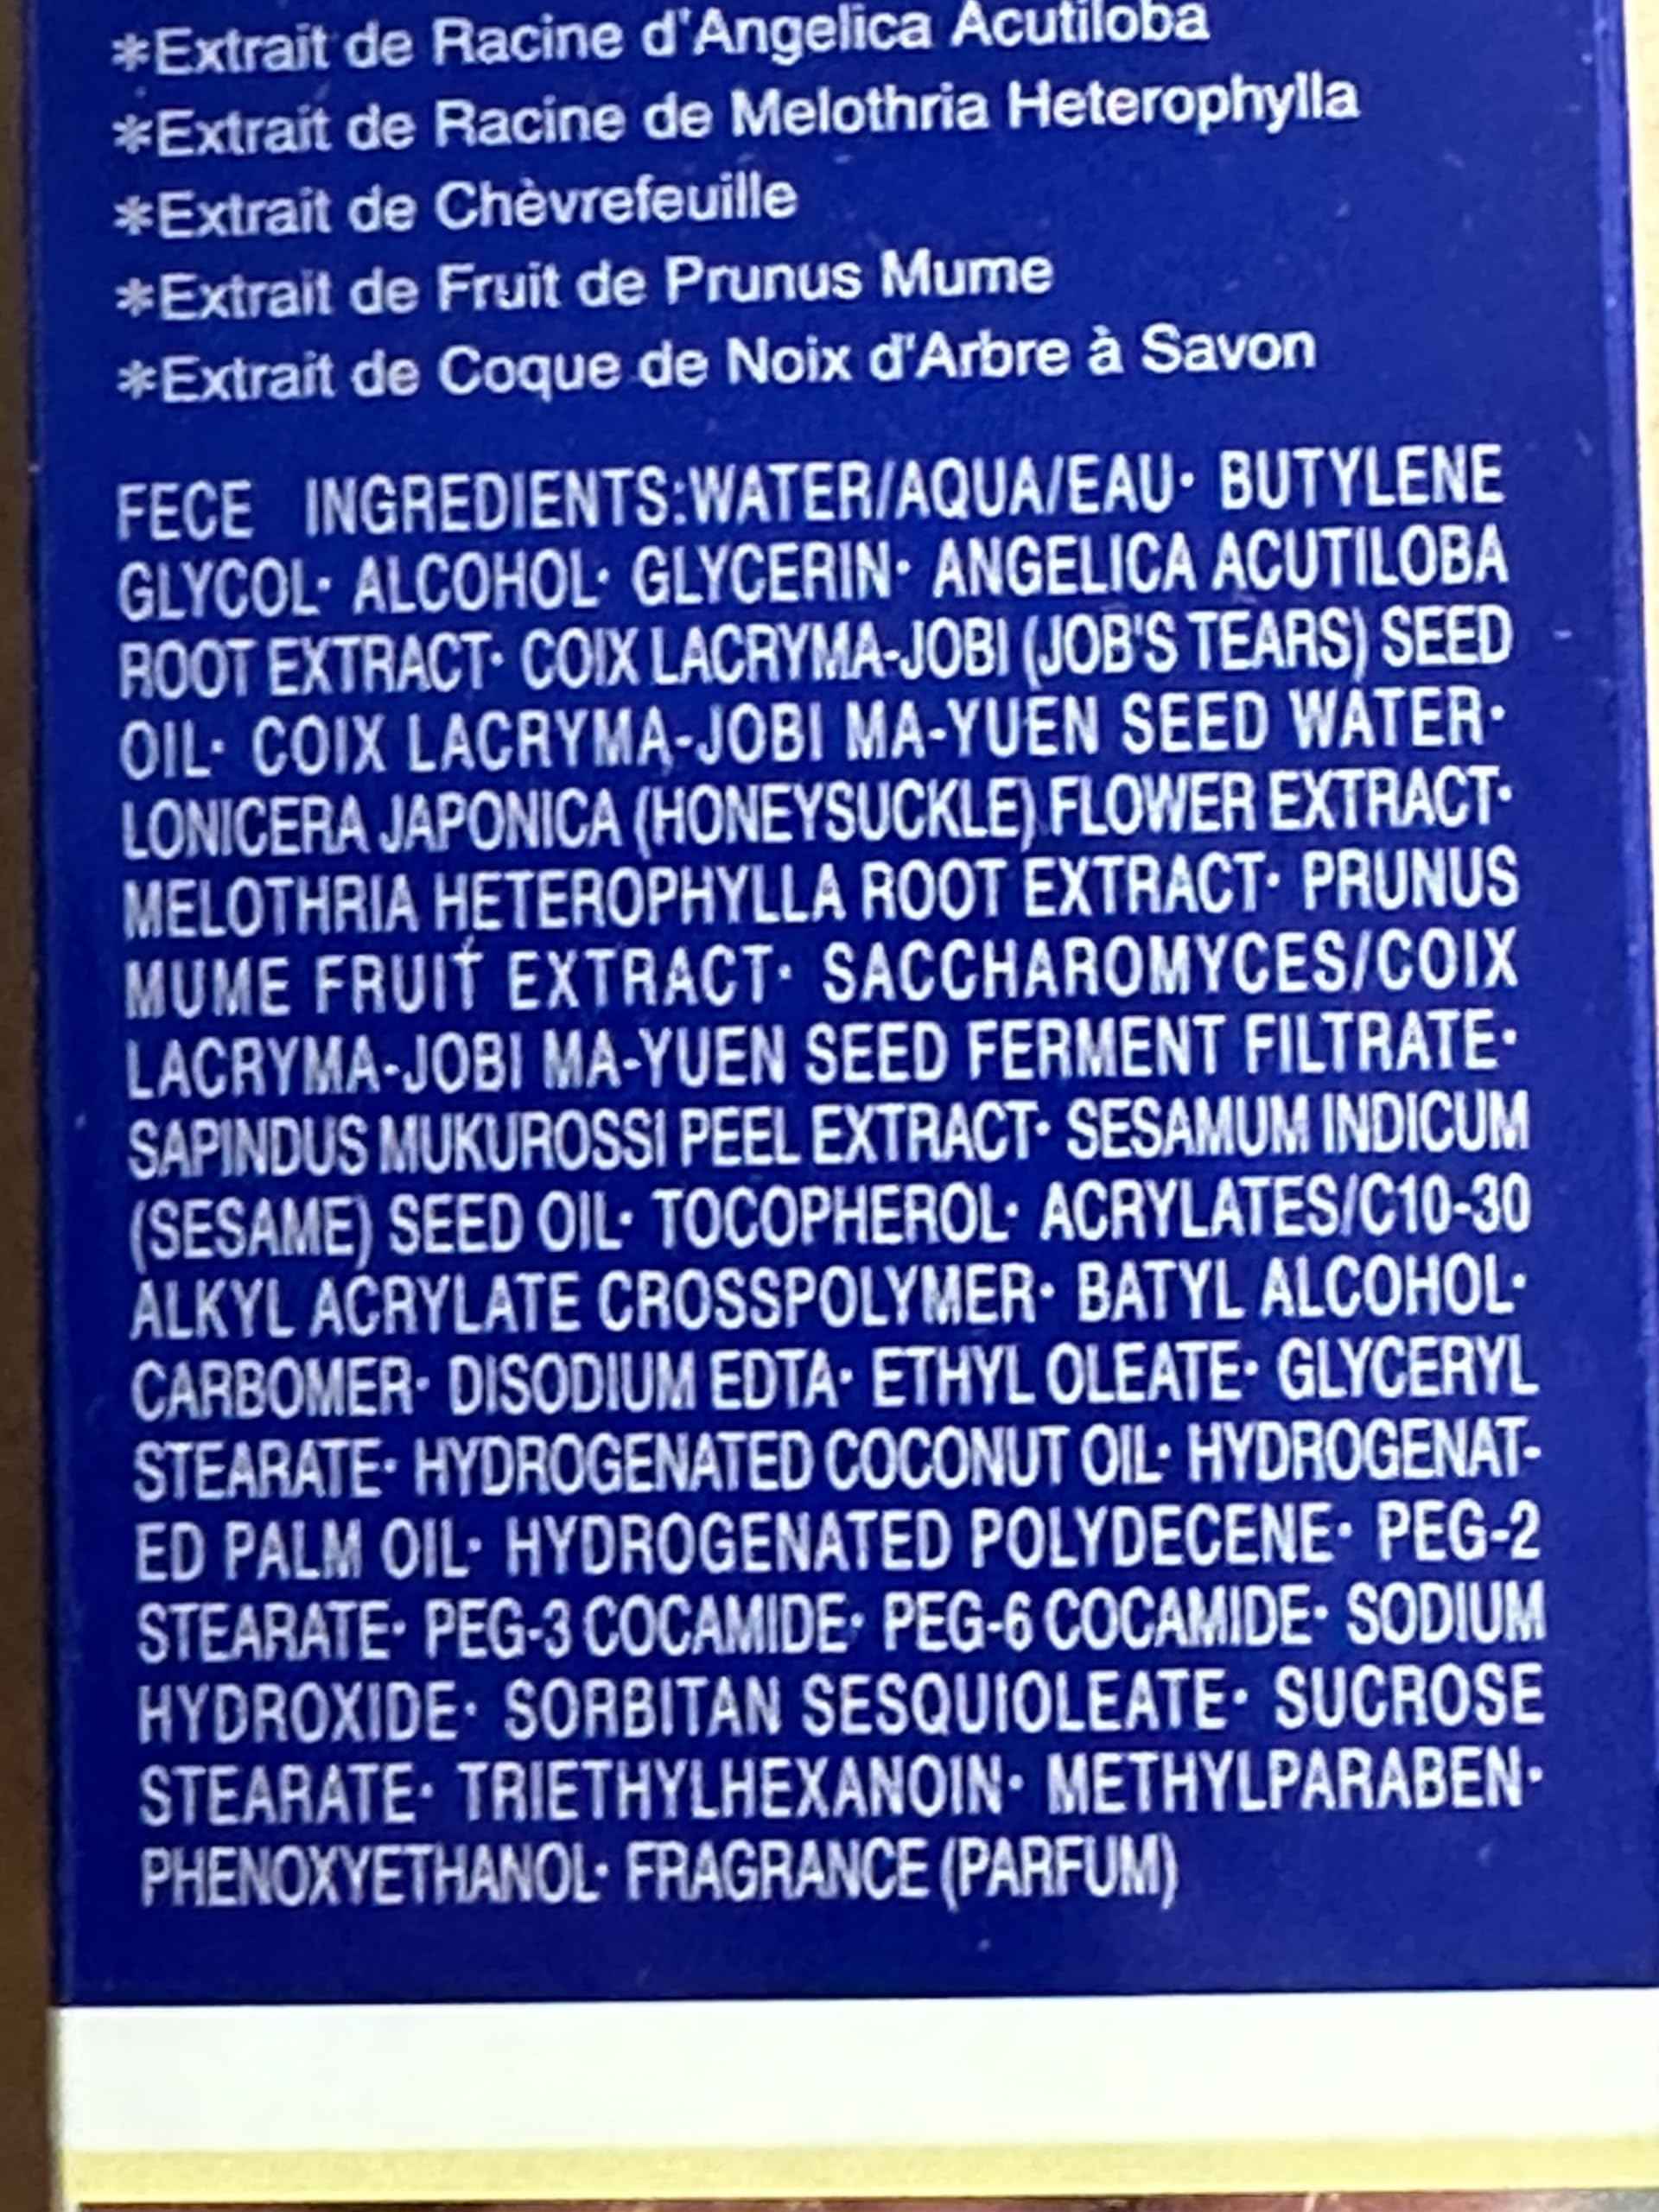 *Extrait de Racine d'Angelica Acutiloba
*Extrait de Racine de Melothria Heterophylla
*Extrait de Chèvrefeuille
*Extrait de Fruit de Prunus Mume
*Extrait de Coque de Noix d'Arbre à Savon
FECE INGREDIENTS:WATER/AQUA/EAU· BUTYLENE
GLYCOL· ALCOHOL· GLYCERIN· ANGELICA ACUTILOBA
ROOT EXTRACT· COIX LACRYMA-JOBI (JOB'S TEARS) SEED
OIL· COIX LACRYMA-JOBI MA-YUEN SEED WATER·
LONICERA JAPONICA (HONEYSUCKLE) FLOWER EXTRACT·
MELOTHRIA HETEROPHYLLA ROOT EXTRACT· PRUNUS
MUME FRUIT EXTRACT· SACCHAROMYCES/COIX
LACRYMA-JOBI MA-YUEN SEED FERMENT FILTRATE·
SAPINDUS MUKUROSSI PEEL EXTRACT· SESAMUM INDICUM
(SESAME) SEED OIL· TOCOPHEROL· ACRYLATES/C10-30
ALKYL ACRYLATE CROSSPOLYMER· BATYL ALCOHOL·
CARBOMER· DISODIUM EDTA· ETHYL OLEATE· GLYCERYL
STEARATE· HYDROGENATED COCONUT OIL· HYDROGENAT-
ED PALM OIL· HYDROGENATED POLYDECENE· PEG-2
STEARATE· PEG-3 COCAMIDE· PEG-6 COCAMIDE· SODIUM
HYDROXIDE· SORBITAN SESQUIOLEATE· SUCROSE
STEARATE· TRIETHYLHEXANOIN· METHYLPARABEN·
PHENOXYETHANOL· FRAGRANCE (PARFUM)